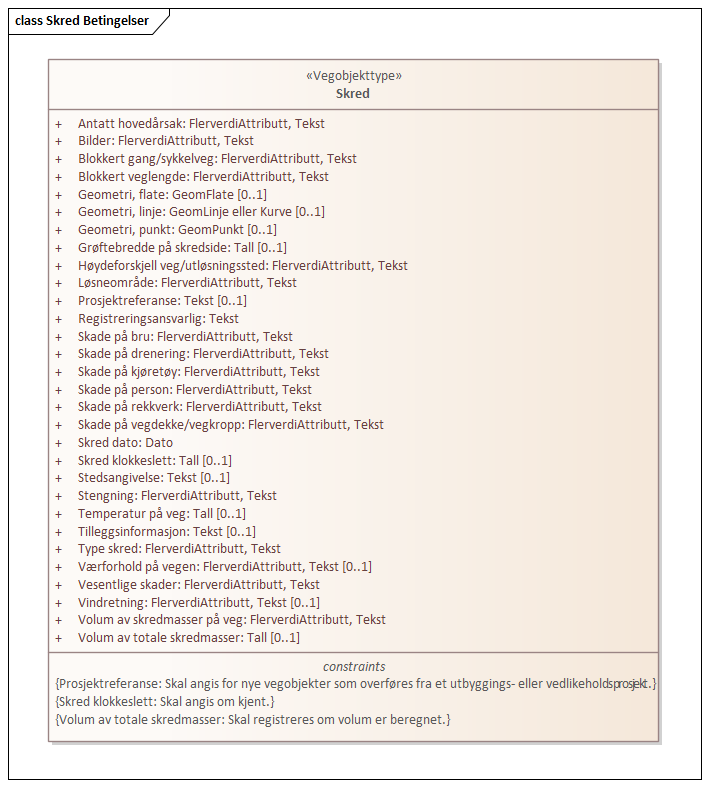 class Skred Betingelser
«Vegobjekttype»
Skred
+ Antatt hovedårsak: FlerverdiAttributt, Tekst
+ Bilder: FlerverdiAttributt, Tekst
+ Blokkert gang/sykkelveg: FlerverdiAttributt, Tekst
+ Blokkert veglengde: FlerverdiAttributt, Tekst
+ Geometri, flate: GeomFlate [0..1]
+ Geometri, linje: GeomLinje eller Kurve [0..1]
+ Geometri, punkt: GeomPunkt [0..1]
+ Grøftebredde på skredside: Tall [0..1]
+ Høydeforskjell veg/utløsningssted: FlerverdiAttributt, Tekst
+ Løsneområde: FlerverdiAttributt, Tekst
+ Prosjektreferanse: Tekst [0..1]
+ Registreringsansvarlig: Tekst
+ Skade på bru: FlerverdiAttributt, Tekst
+ Skade på drenering: FlerverdiAttributt, Tekst
+ Skade på kjøretøy: FlerverdiAttributt, Tekst
+ Skade på person: FlerverdiAttributt, Tekst
+ Skade på rekkverk: FlerverdiAttributt, Tekst
+ Skade på vegdekke/vegkropp: FlerverdiAttributt, Tekst
+ Skred dato: Dato
+ Skred klokkeslett: Tall [0..1]
+ Stedsangivelse: Tekst [0..1]
+ Stengning: FlerverdiAttributt, Tekst
+ Temperatur på veg: Tall [0..1]
+ Tilleggsinformasjon: Tekst [0..1]
+ Type skred: FlerverdiAttributt, Tekst
+ Værforhold på vegen: FlerverdiAttributt, Tekst [0..1]
+ Vesentlige skader: FlerverdiAttributt, Tekst
+ Vindretning: FlerverdiAttributt, Tekst [0..1]
+ Volum av skredmasser på veg: FlerverdiAttributt, Tekst
+ Volum av totale skredmasser: Tall [0..1]
constraints
{Prosjektreferanse: Skal angis for nye vegobjekter som overføres fra et utbyggings- eller vedlikeholdsprosjekt.}
{Skred klokkeslett: Skal angis om kjent.}
{Volum av totale skredmasser: Skal registreres om volum er beregnet.}